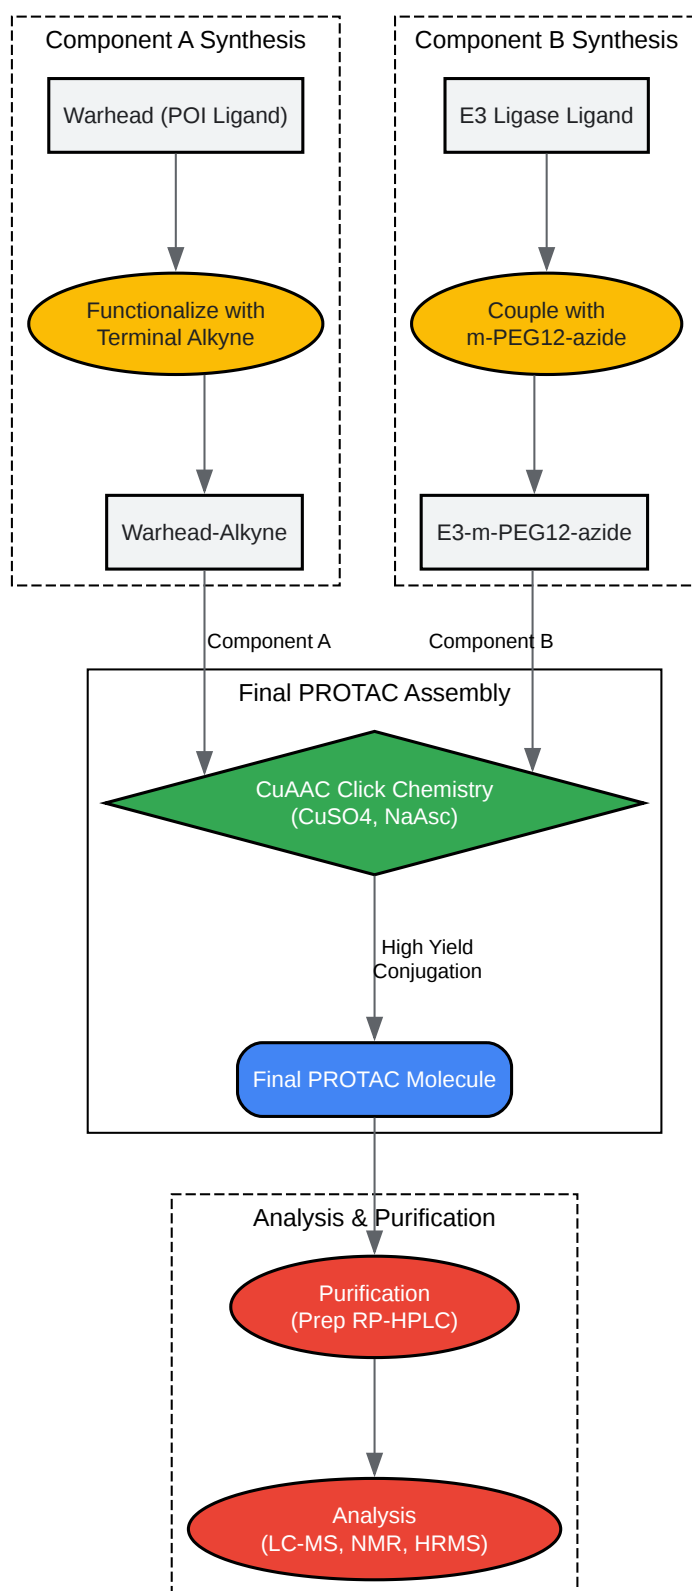 Component A Synthesis
Component B Synthesis
Warhead (POI Ligand)
E3 Ligase Ligand
Functionalize with
Terminal Alkyne
Couple with
m-PEG12-azide
Warhead-Alkyne
E3-m-PEG12-azide
Component A
Component B
Final PROTAC Assembly
CuAAC Click Chemistry
(CuSO4, NaAsc)
High Yield
Conjugation
Final PROTAC Molecule
Analysis & Purification
Purification
(Prep RP-HPLC)
Analysis
(LC-MS, NMR, HRMS)